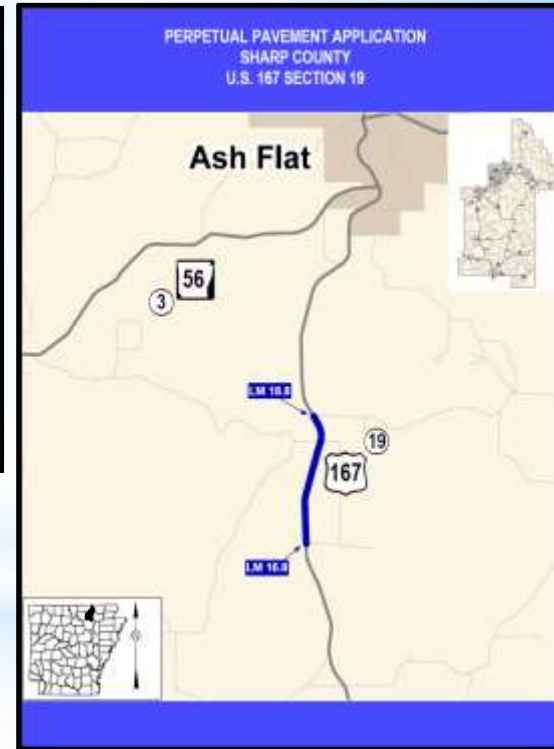 PERPETUAL PAVEMENT APPLICATION
SHARP COUNTY
U.S. 167 SECTION 19
Ash Flat
56
3
19
167